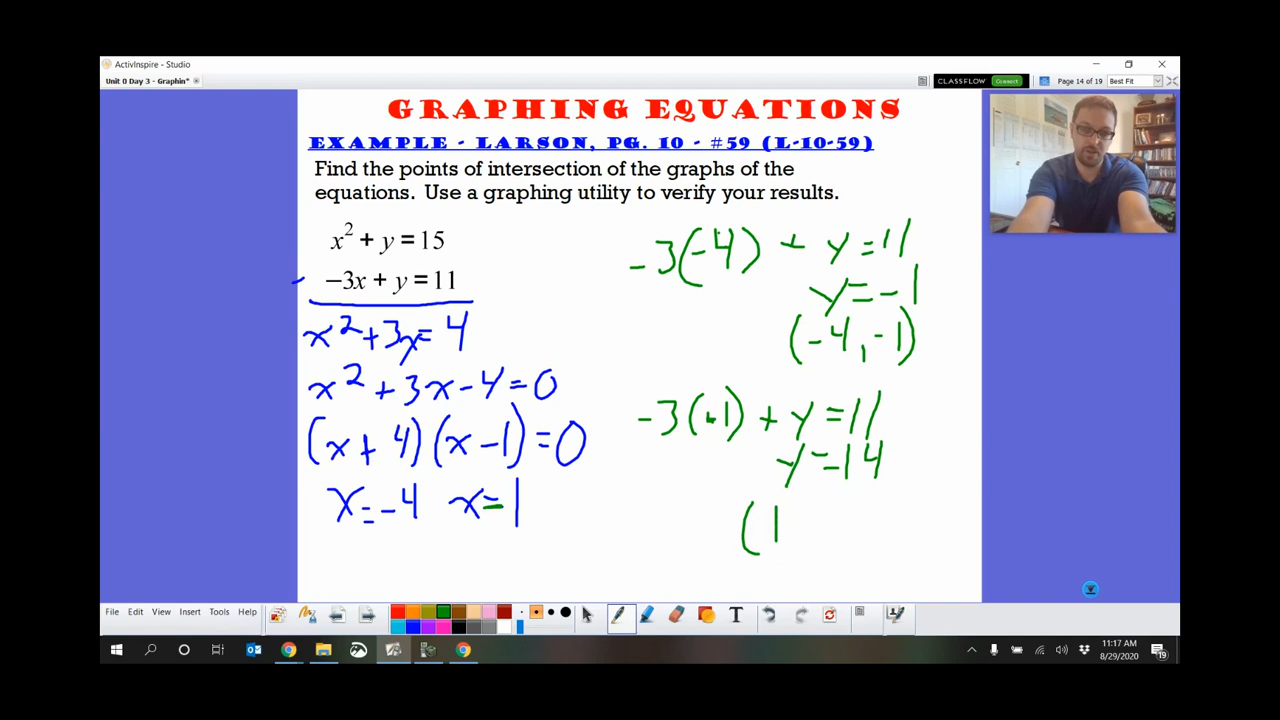 ActivInspire - Studio
Unit 0 Day 3 - Graphin*
CLASSFLOW Connect
Page 14 of 19
Best Fit
GRAPHING EQUATIONS
EXAMPLE - LARSON, PG. 10 - #59 (L-10-59)
Find the points of intersection of the graphs of the
equations. Use a graphing utility to verify your results.
x² + y = 15
- −3x + y = 11
x² + 3x = 4
x² + 3x − 4 = 0
(x + 4)(x − 1) = 0
x = −4 x = 1
−3(−4) + y = 11
y = −1
(−4, −1)
−3(1) + y = 11
y = 14
(1
File Edit View Insert Tools Help
T
11:17 AM
8/29/2020
19